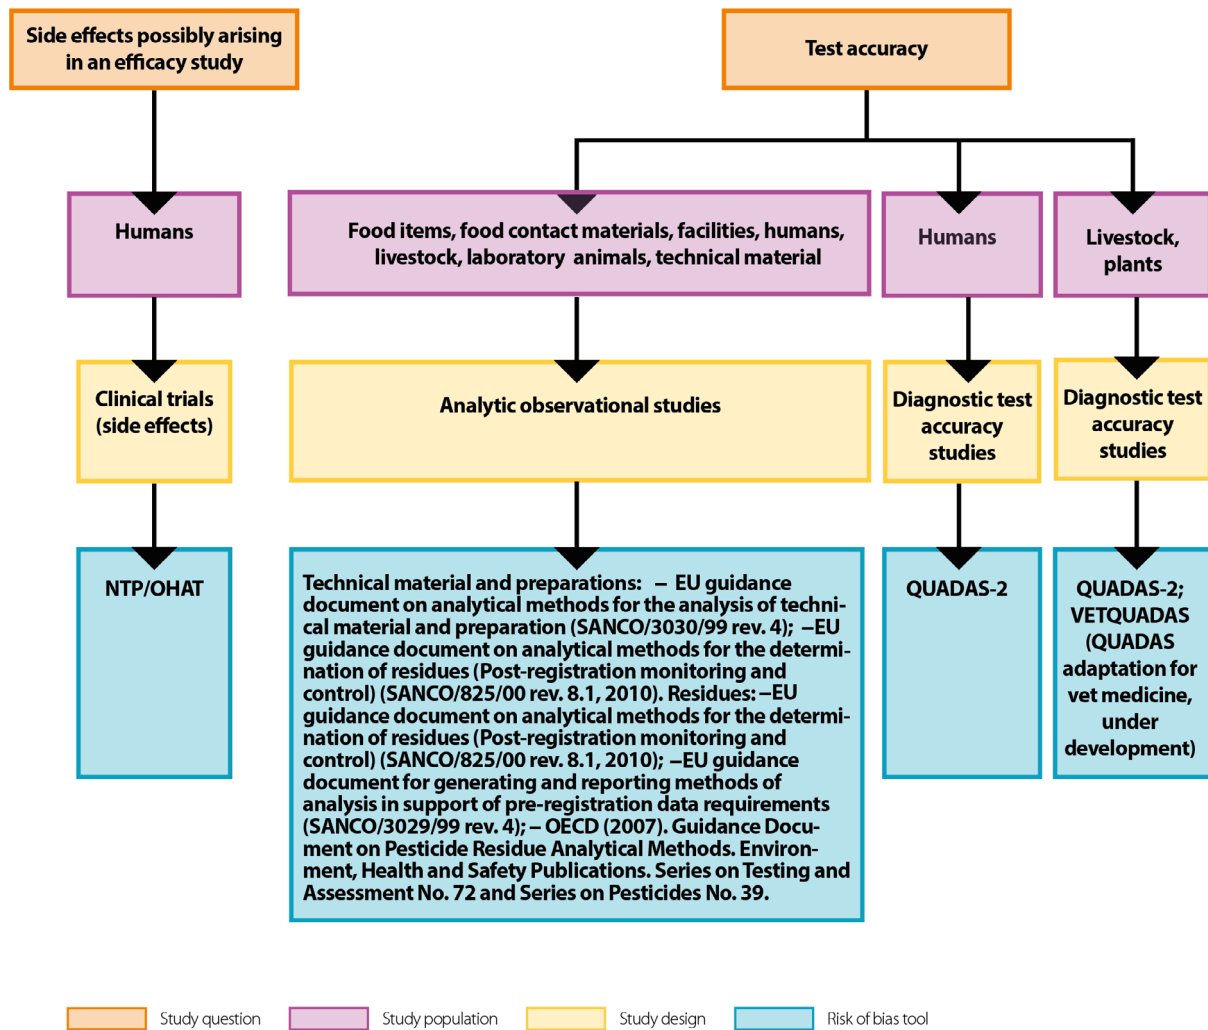 Side effects possibly arising
in an efficacy study
Test accuracy
Humans
Food items, food contact materials, facilities, humans,
livestock, laboratory animals, technical material
Humans
Livestock,
plants
Clinical trials
(side effects)
Analytic observational studies
Diagnostic test
accuracy
studies
Diagnostic test
accuracy
studies
NTP/OHAT
Technical material and preparations: – EU guidance
document on analytical methods for the analysis of techni-
cal material and preparation (SANCO/3030/99 rev. 4); –EU
guidance document on analytical methods for the determi-
nation of residues (Post-registration monitoring and
control) (SANCO/825/00 rev. 8.1, 2010). Residues: –EU
guidance document on analytical methods for the determi-
nation of residues (Post-registration monitoring and
control) (SANCO/825/00 rev. 8.1, 2010); –EU guidance
document for generating and reporting methods of
analysis in support of pre-registration data requirements
(SANCO/3029/99 rev. 4); – OECD (2007). Guidance Docu-
ment on Pesticide Residue Analytical Methods. Environ-
ment, Health and Safety Publications. Series on Testing and
Assessment No. 72 and Series on Pesticides No. 39.
QUADAS-2
QUADAS-2;
VETQUADAS
(QUADAS
adaptation for
vet medicine,
under
development)
Study question
Study population
Study design
Risk of bias tool